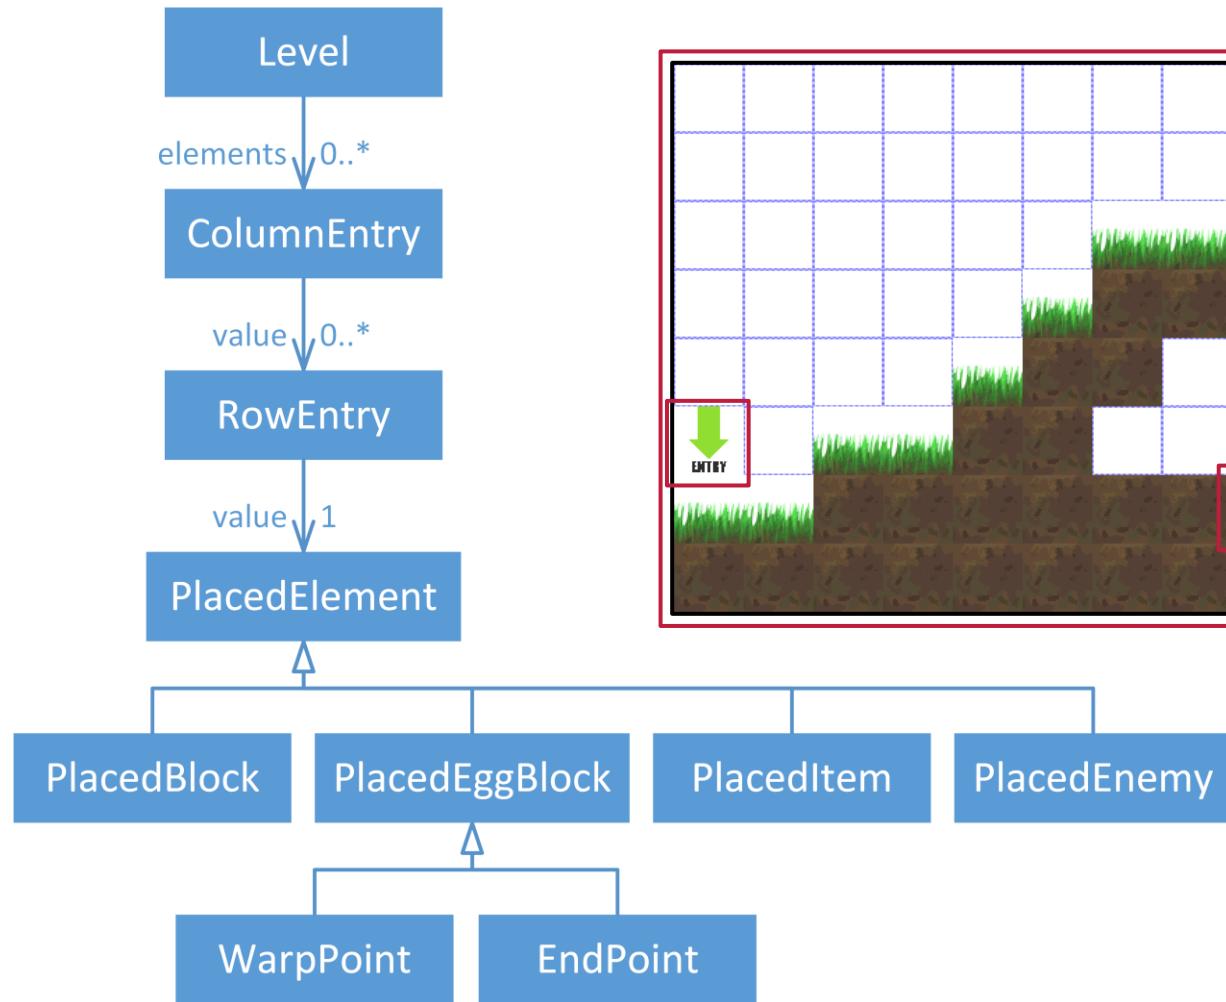 Level
elements 0..*
ColumnEntry
value 0..*
RowEntry
value 1
PlacedElement
PlacedBlock
PlacedEggBlock
PlacedItem
PlacedEnemy
WarpPoint
EndPoint
ENTRY